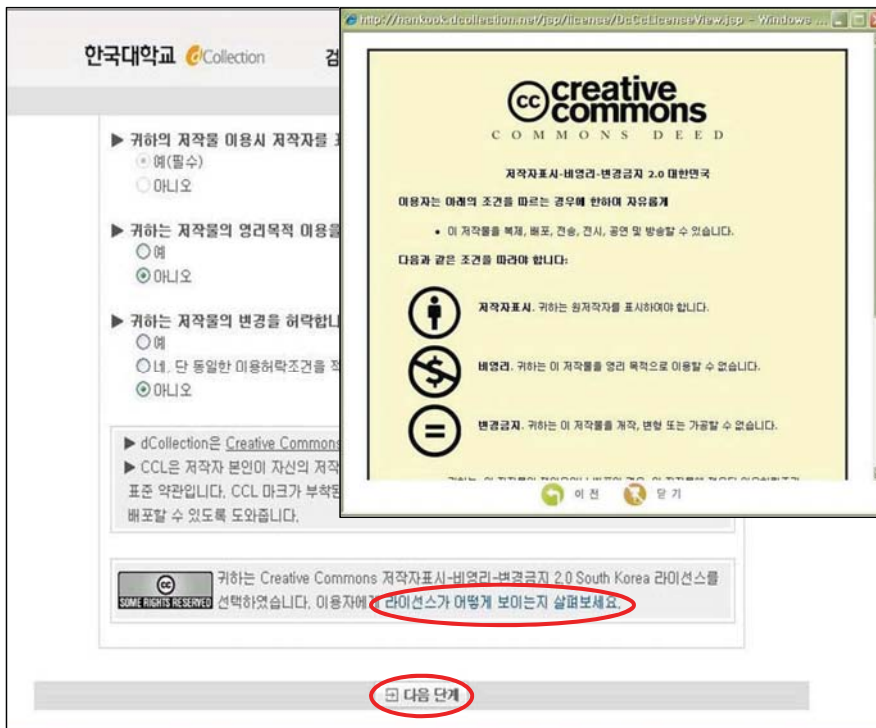 한국대학교 dCollection
검
▶ 귀하의 저작물 이용시 저작자를
예(필수)
아니오
▶ 귀하는 저작물의 영리목적 이용을
예
아니오
▶ 귀하는 저작물의 변경을 허락합니
예
네, 단 동일한 이용허락조건을 적
아니오
▶ dCollection은 Creative Commons
▶ CCL은 저작자 본인이 자신의 저작
표준 약관입니다. CCL 마크가 부착된
배포할 수 있도록 도와줍니다.
cc
SOME RIGHTS RESERVED
귀하는 Creative Commons 저작자표시-비영리-변경금지 2.0 South Korea 라이선스를
선택하였습니다. 이용자에게 라이선스가 어떻게 보이는지 살펴보세요.
다음 단계
http://hankook.dcollection.net/jsp/license/DcCcLicenseView.jsp - Windows ...
cc creative
commons
COMMONS DEED
저작자표시-비영리-변경금지 2.0 대한민국
이용자는 아래의 조건을 따르는 경우에 한하여 자유롭게
• 이 저작물을 복제, 배포, 전송, 전시, 공연 및 방송할 수 있습니다.
다음과 같은 조건을 따라야 합니다:
저작자표시. 귀하는 원저작자를 표시하여야 합니다.
비영리. 귀하는 이 저작물을 영리 목적으로 이용할 수 없습니다.
변경금지. 귀하는 이 저작물을 개작, 변형 또는 가공할 수 없습니다.
이전
닫기